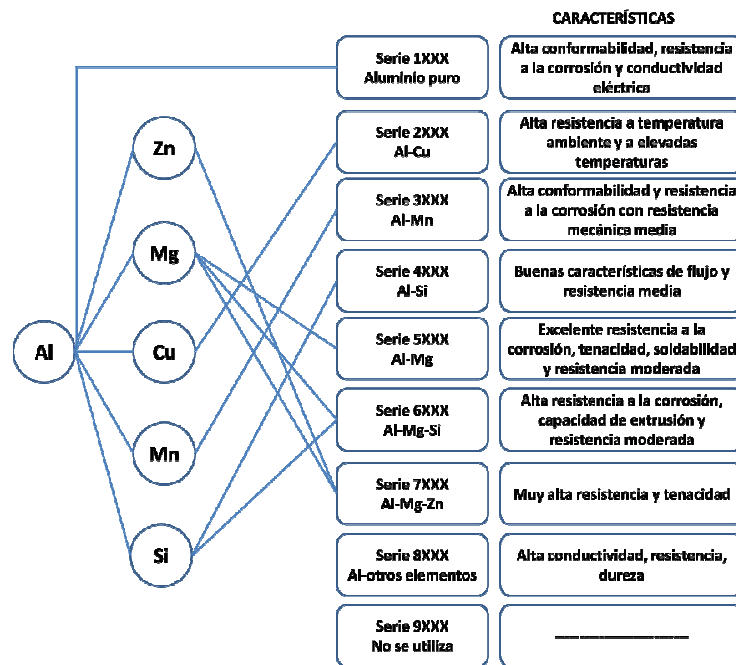 CARACTERÍSTICAS
Serie 1XXX
Aluminio puro
Alta conformabilidad, resistencia
a la corrosión y conductividad
eléctrica
Zn
Serie 2XXX
Al-Cu
Alta resistencia a temperatura
ambiente y a elevadas
temperaturas
Serie 3XXX
Al-Mn
Alta conformabilidad y resistencia
a la corrosión con resistencia
mecánica media
Mg
Serie 4XXX
Al-Si
Buenas características de flujo y
resistencia media
Al
Cu
Serie 5XXX
Al-Mg
Excelente resistencia a la
corrosión, tenacidad, soldabilidad
y resistencia moderada
Serie 6XXX
Al-Mg-Si
Alta resistencia a la corrosión,
capacidad de extrusión y
resistencia moderada
Mn
Serie 7XXX
Al-Mg-Zn
Muy alta resistencia y tenacidad
Si
Serie 8XXX
Al-otros elementos
Alta conductividad, resistencia,
dureza
Serie 9XXX
No se utiliza